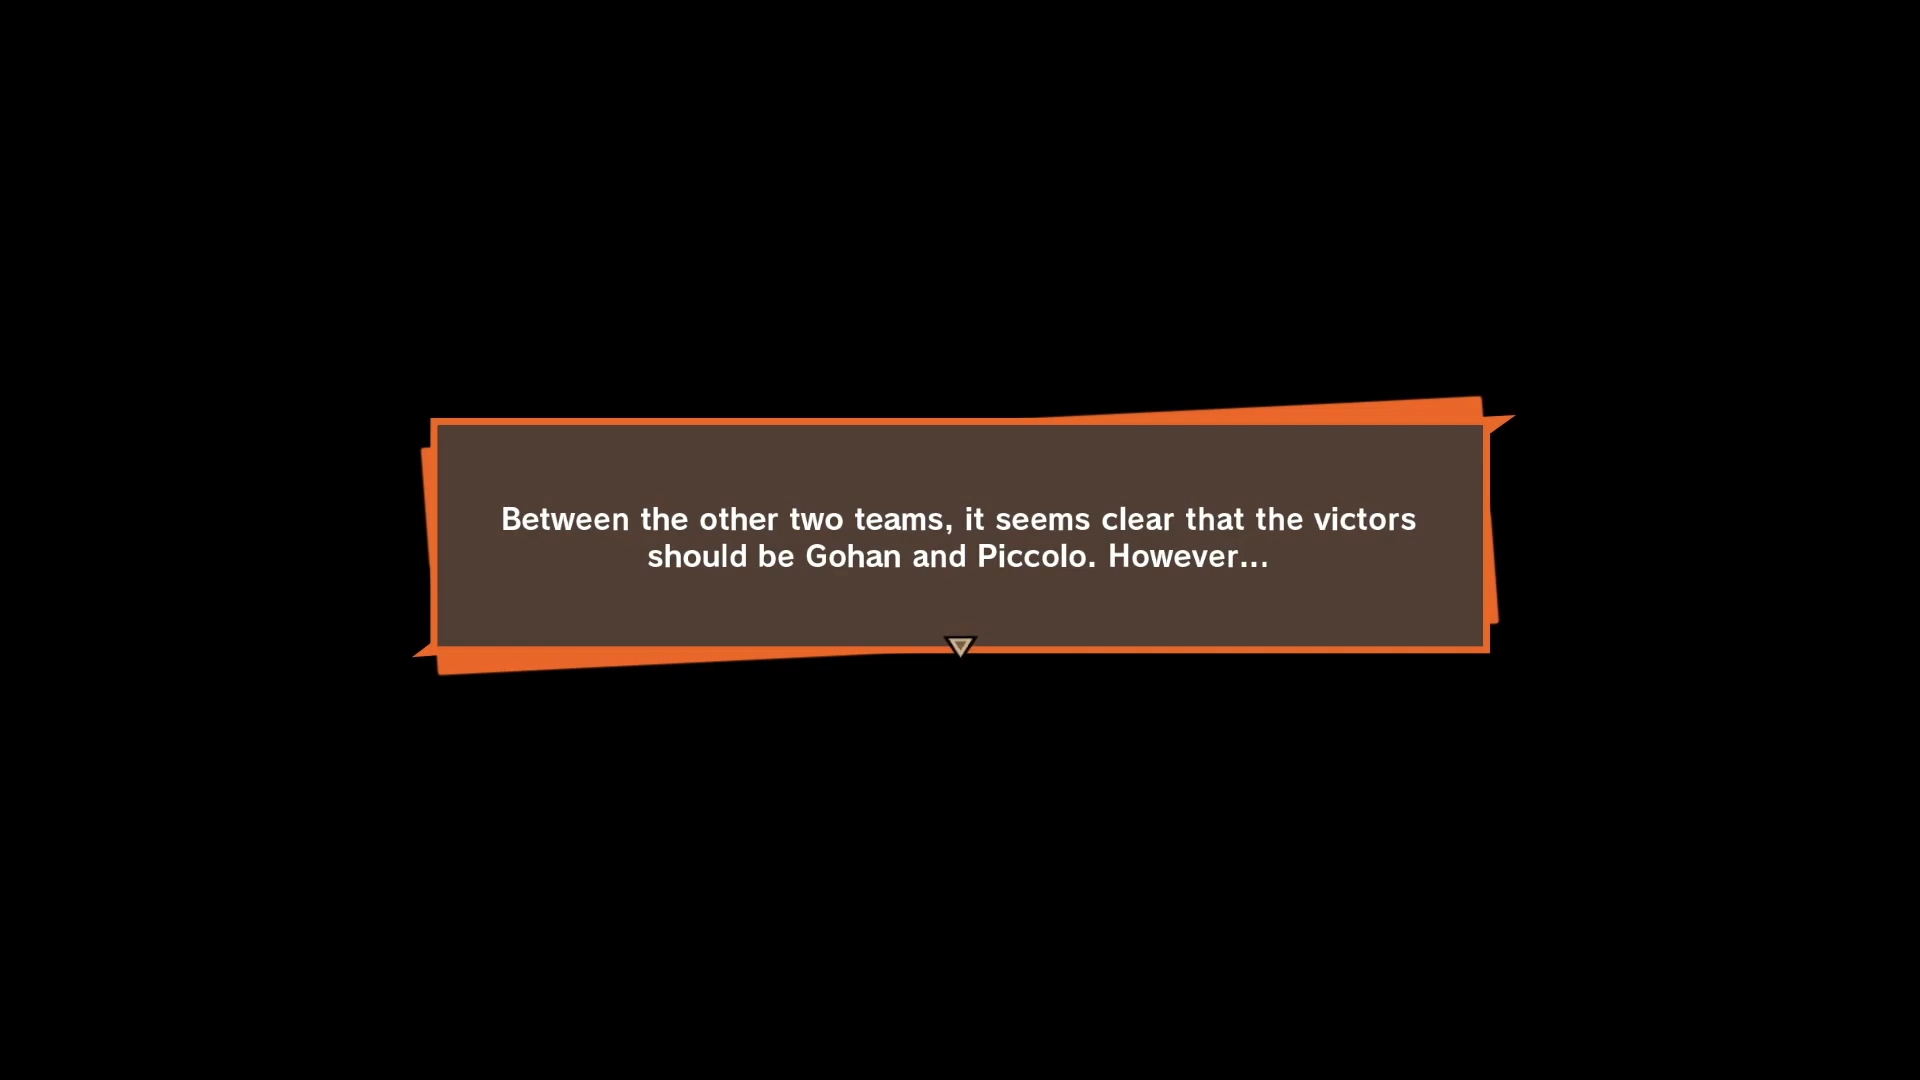 Between the other two teams, it seems clear that the victors
should be Gohan and Piccolo. However...